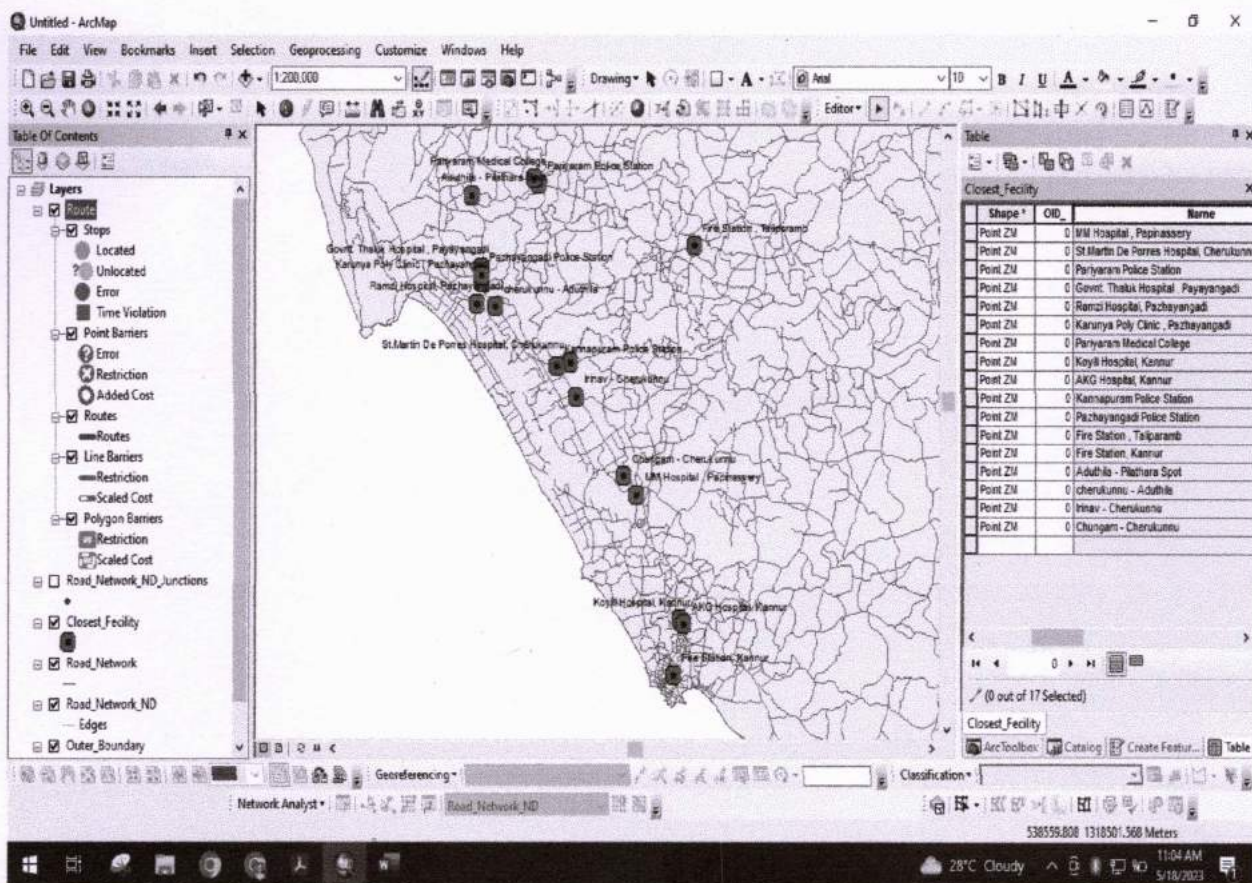 Untitled - ArcMap
File Edit View Bookmarks Insert Selection Geoprocessing Customize Windows Help
1:200,000
Drawing
Arial
10
B I U A
Editor
Table Of Contents
Layers
Route
Stops
Located
Unlocated
Error
Time Violation
Point Barriers
Error
Restriction
Added Cost
Routes
Routes
Line Barriers
Restriction
Scaled Cost
Polygon Barriers
Restriction
Scaled Cost
Road_Network_ND_Junctions
Closest_Fecility
Road_Network
Road_Network_ND
Edges
Outer_Boundary
Pariyaram Medical College
Pariyaram Police Station
Aduthila - Pilathara Spot
Fire Station , Taliparamb
Govnt. Thaluk Hospital , Payayangadi
Pazhayangadi Police Station
Karunya Poly Clinic , Pazhayangadi
Ramzi Hospital, Pazhayangadi
cherukunnu - Aduthila
St.Martin De Porres Hospital, Cherukunnu
Kannapuram Police Station
Irinav - Cherukunnu
Chungam - Cherukunnu
MM Hospital , Papinassery
Koyili Hospital, Kannur
AKG Hospital, Kannur
Fire Station, Kannur
Table
Closest_Fecility
Shape * OID_ Name
Point ZM 0 MM Hospital , Papinassery
Point ZM 0 St.Martin De Porres Hospital, Cherukunn
Point ZM 0 Pariyaram Police Station
Point ZM 0 Govnt. Thaluk Hospital , Payayangadi
Point ZM 0 Ramzi Hospital, Pazhayangadi
Point ZM 0 Karunya Poly Clinic , Pazhayangadi
Point ZM 0 Pariyaram Medical College
Point ZM 0 Koyili Hospital, Kannur
Point ZM 0 AKG Hospital, Kannur
Point ZM 0 Kannapuram Police Station
Point ZM 0 Pazhayangadi Police Station
Point ZM 0 Fire Station , Taliparamb
Point ZM 0 Fire Station, Kannur
Point ZM 0 Aduthila - Pilathara Spot
Point ZM 0 cherukunnu - Aduthila
Point ZM 0 Irinav - Cherukunnu
Point ZM 0 Chungam - Cherukunnu
0
(0 out of 17 Selected)
Closest_Fecility
ArcToolbox Catalog Create Featur... Table
Georeferencing
Classification
Network Analyst
Road_Network_ND
538559.808 1318501.568 Meters
28°C Cloudy
11:04 AM
5/18/2023